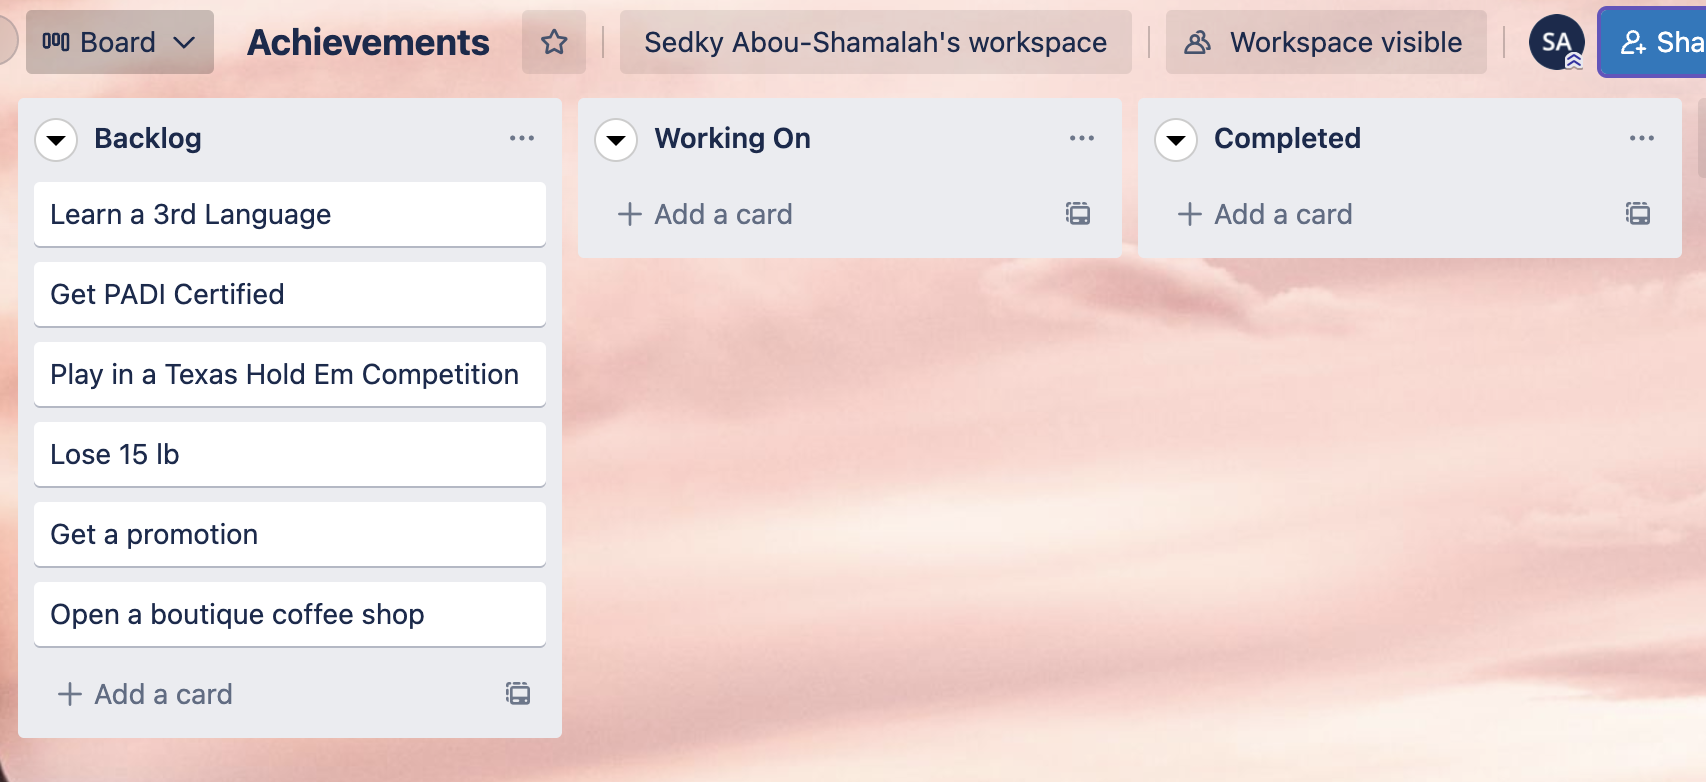 Board
Achievements
Sedky Abou-Shamalah's workspace
Workspace visible
SA
Sha
Backlog
Learn a 3rd Language
Get PADI Certified
Play in a Texas Hold Em Competition
Lose 15 lb
Get a promotion
Open a boutique coffee shop
Add a card
Working On
Add a card
Completed
Add a card